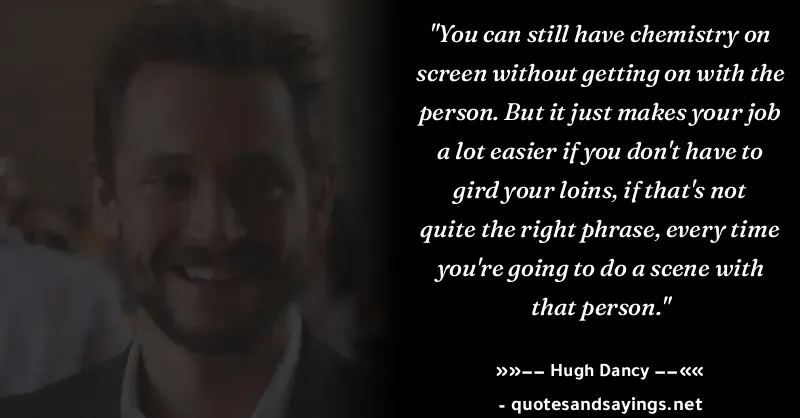 "You can still have chemistry on
screen without getting on with the
person. But it just makes your job
a lot easier if you don't have to
gird your loins, if that's not
quite the right phrase, every time
you're going to do a scene with
that person."
»»−− Hugh Dancy −−««
- quotesandsayings.net